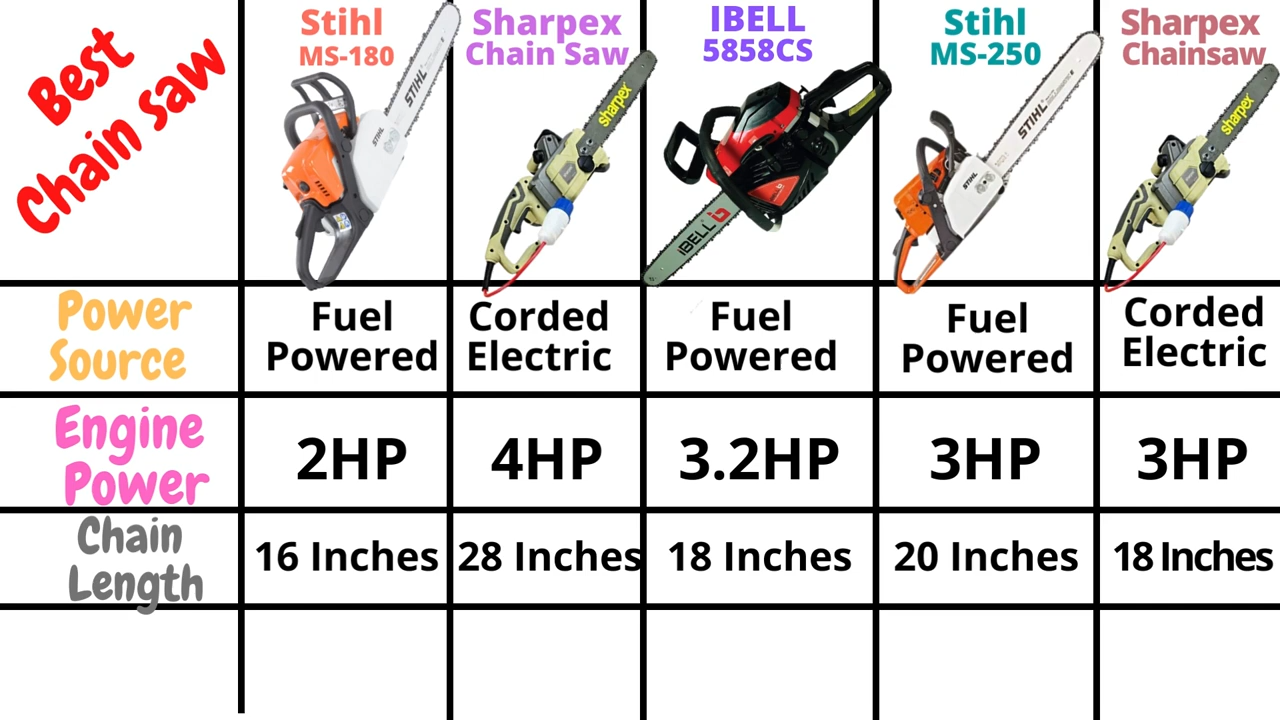 Best
Chain saw
Stihl
MS-180
Sharpex
Chain Saw
IBELL
5858CS
Stihl
MS-250
Sharpex
Chainsaw
STIHL
STIHL
sharpex
IBELL
STIHL
STIHL
sharpex
Power
Source
Fuel
Powered
Corded
Electric
Fuel
Powered
Fuel
Powered
Corded
Electric
Engine
Power
2HP
4HP
3.2HP
3HP
3HP
Chain
Length
16 Inches
28 Inches
18 Inches
20 Inches
18 Inches